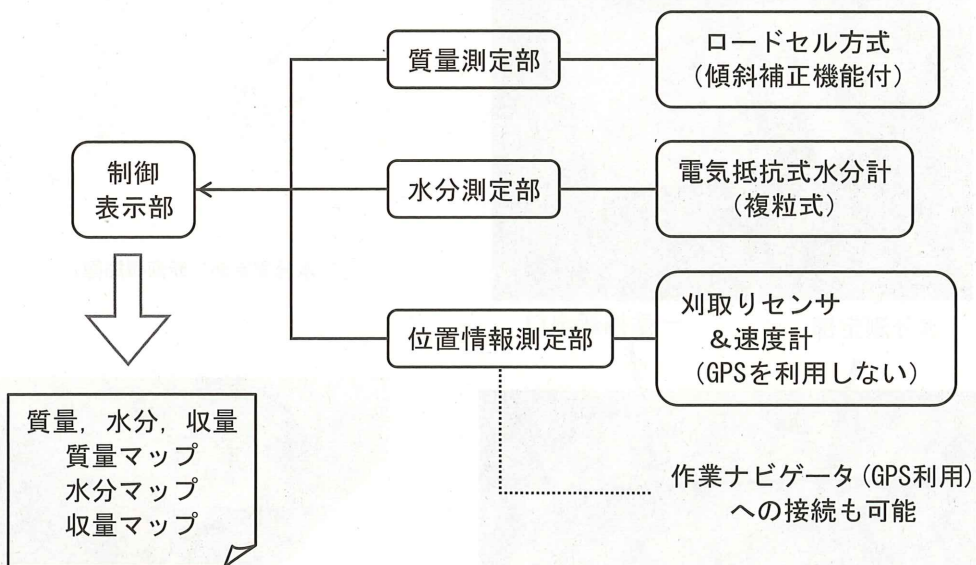 質量測定部
ロードセル方式
(傾斜補正機能付)
制御
表示部
水分測定部
電気抵抗式水分計
(複粒式)
位置情報測定部
刈取りセンサ
&速度計
(GPSを利用しない)
質量, 水分, 収量
質量マップ
水分マップ
収量マップ
作業ナビゲータ(GPS利用)
への接続も可能